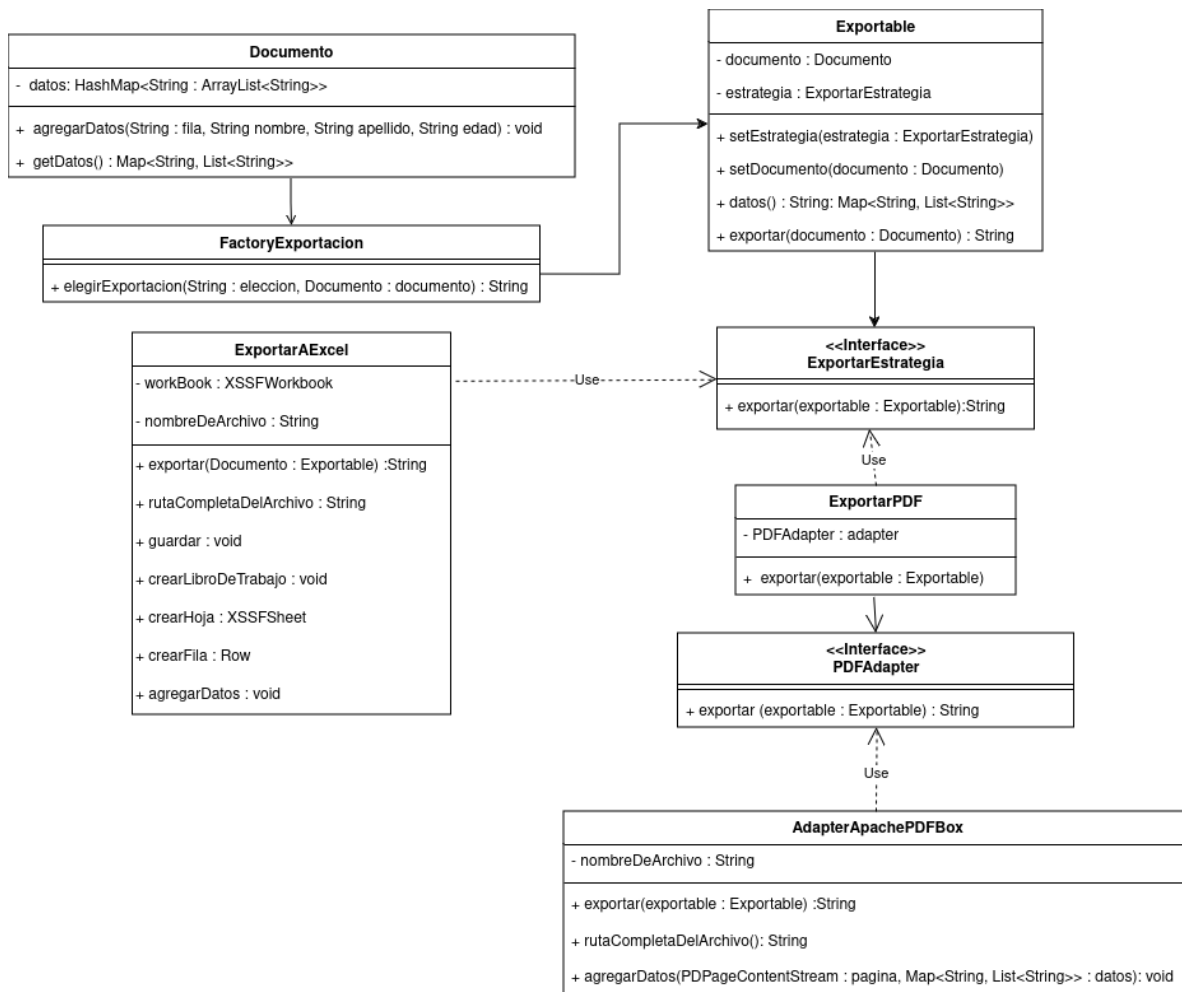 Documento
- datos: HashMap<String : ArrayList<String>>
+ agregarDatos(String : fila, String nombre, String apellido, String edad) : void
+ getDatos() : Map<String, List<String>>
FactoryExportacion
+ elegirExportacion(String : eleccion, Documento : documento) : String
Exportable
- documento : Documento
- estrategia : ExportarEstrategia
+ setEstrategia(estrategia : ExportarEstrategia)
+ setDocumento(documento : Documento)
+ datos() : String: Map<String, List<String>>
+ exportar(documento : Documento) : String
ExportarAExcel
- workBook : XSSFWorkbook
- nombreDeArchivo : String
+ exportar(Documento : Exportable) :String
+ rutaCompletaDelArchivo : String
+ guardar : void
+ crearLibroDeTrabajo : void
+ crearHoja : XSSFSheet
+ crearFila : Row
+ agregarDatos : void
Use
<<Interface>>
ExportarEstrategia
+ exportar(exportable : Exportable):String
Use
ExportarPDF
- PDFAdapter : adapter
+ exportar(exportable : Exportable)
<<Interface>>
PDFAdapter
+ exportar (exportable : Exportable) : String
Use
AdapterApachePDFBox
- nombreDeArchivo : String
+ exportar(exportable : Exportable) :String
+ rutaCompletaDelArchivo(): String
+ agregarDatos(PDPageContentStream : pagina, Map<String, List<String>> : datos): void